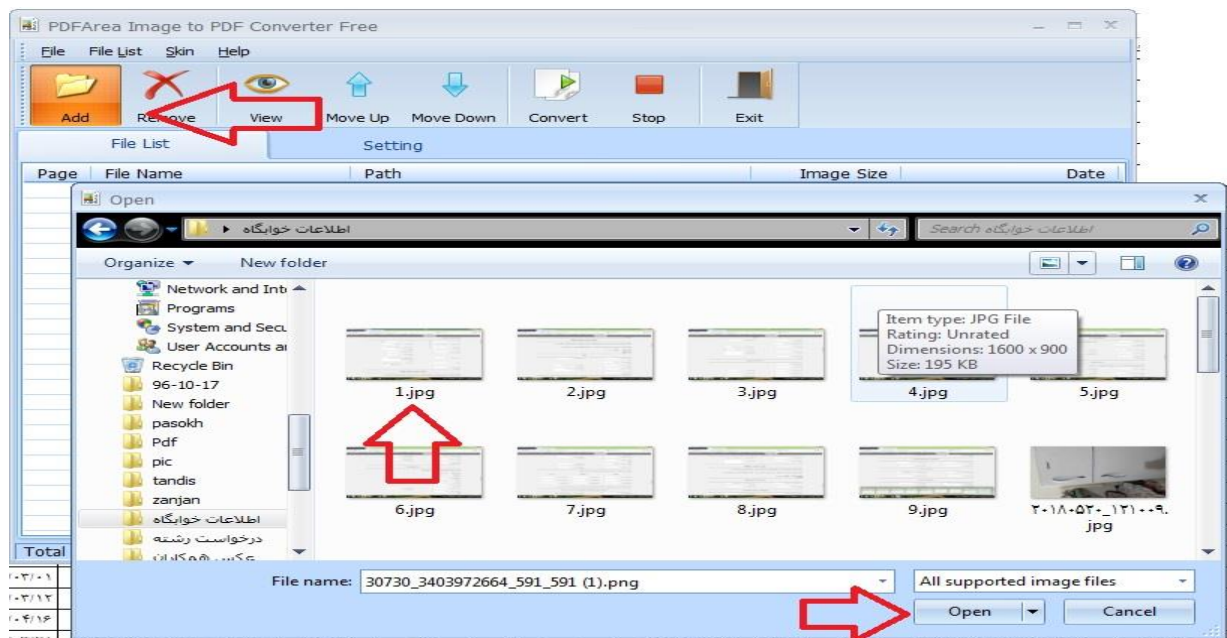 PDFArea Image to PDF Converter Free
File File List Skin Help
Add Remove View Move Up Move Down Convert Stop Exit
File List Setting
Page File Name Path Image Size Date
Open
اطلاعات خوابگاه
Search اطلاعات خوابگاه
Organize New folder
Network and Int
Programs
System and Secu
User Accounts a
Recycle Bin
96-10-17
New folder
pasokh
Pdf
pic
tandis
zanjan
اطلاعات خوابگاه
درخواست رشته
عکس همکاران
Item type: JPG File
Rating: Unrated
Dimensions: 1600 x 900
Size: 195 KB
1.jpg 2.jpg 3.jpg 4.jpg 5.jpg
6.jpg 7.jpg 8.jpg 9.jpg ۲۰۱۸۰۵۲۰_۱۲۱۰۰۹.
jpg
Total
File name: 30730_3403972664_591_591 (1).png All supported image files
Open Cancel